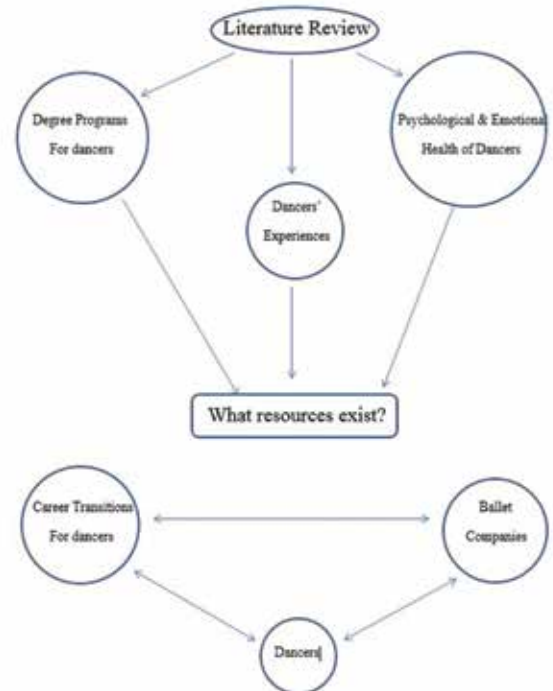 Literature Review
Degree Programs
For dancers
Psychological & Emotional
Health of Dancers
Dancers'
Experiences
What resources exist?
Career Transitions
For dancers
Ballet
Companies
Dancers